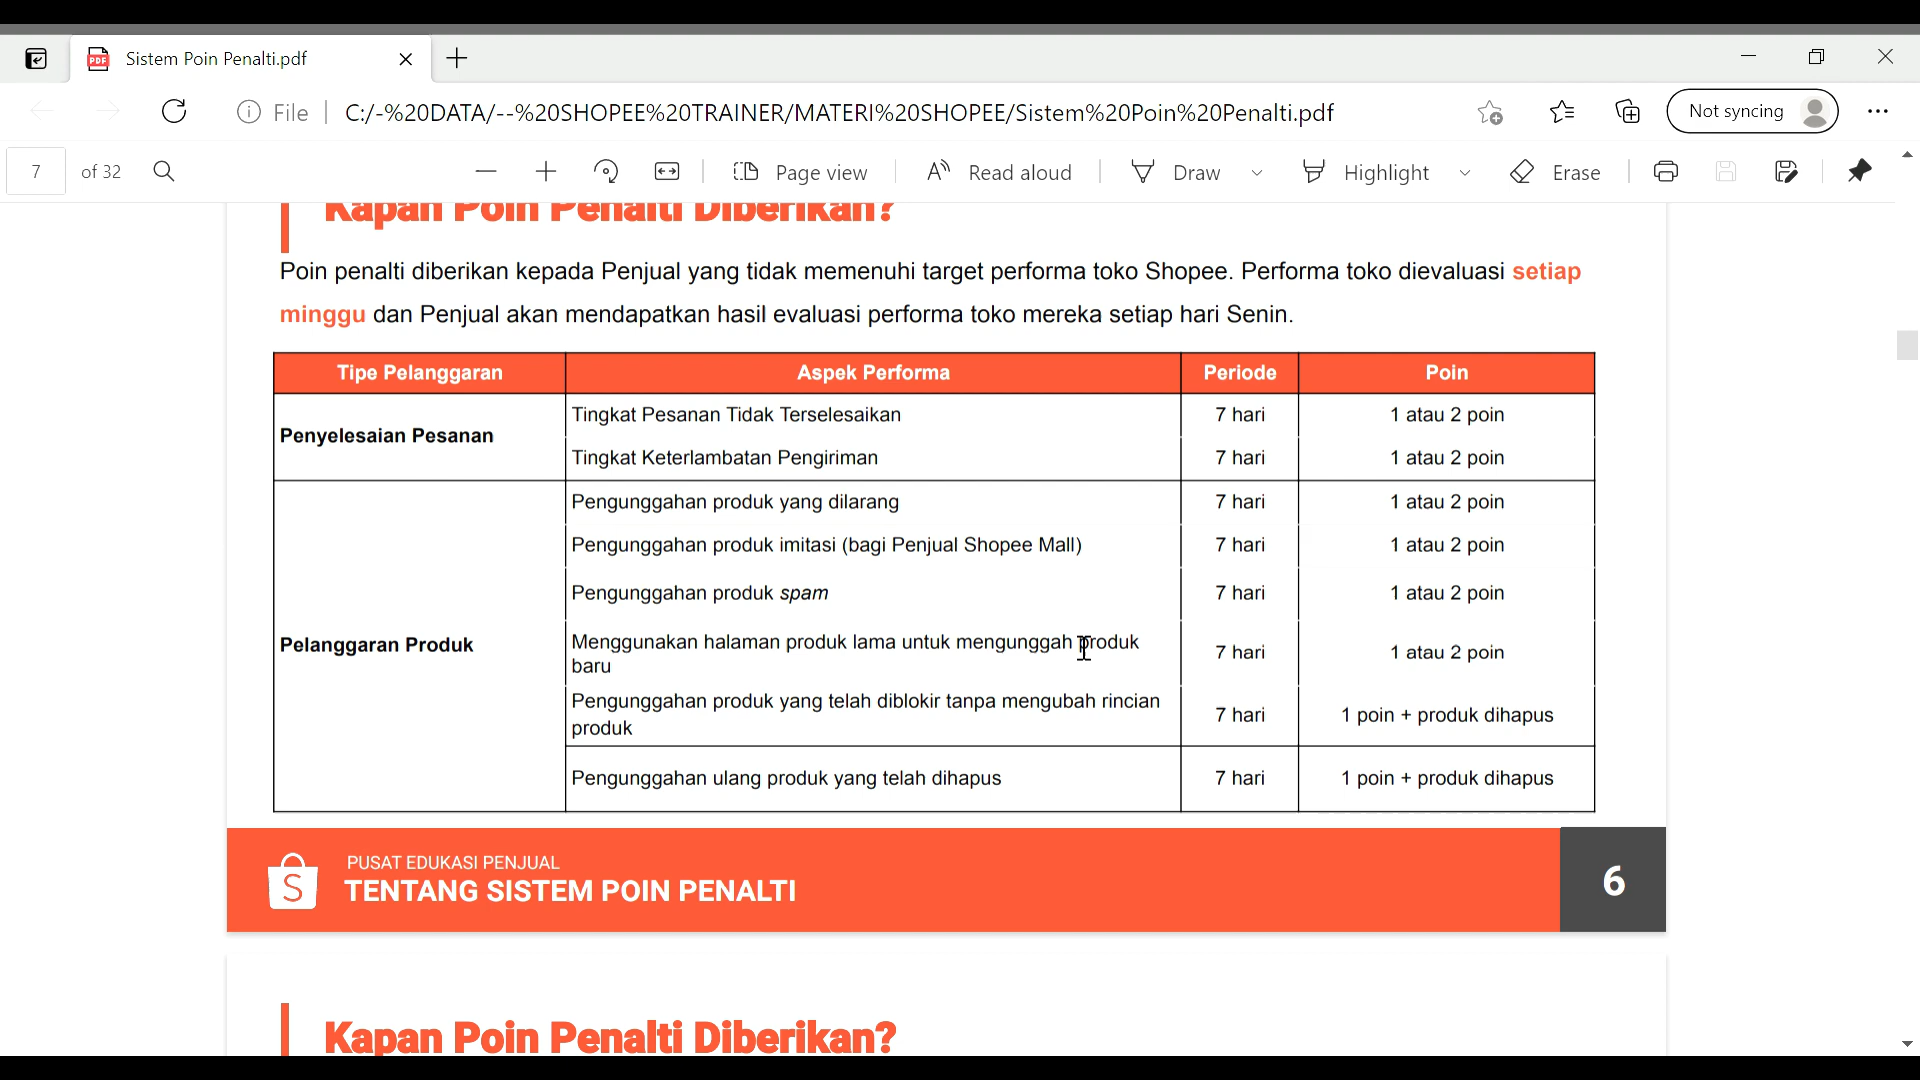 Sistem Poin Penalti.pdf
File
C:/-%20DATA/--%20SHOPEE%20TRAINER/MATERI%20SHOPEE/Sistem%20Poin%20Penalti.pdf
Not syncing
7 of 32
Page view
Read aloud
Draw
Highlight
Erase
Kapan Poin Penalti Diberikan?
Poin penalti diberikan kepada Penjual yang tidak memenuhi target performa toko Shopee. Performa toko dievaluasi setiap
minggu dan Penjual akan mendapatkan hasil evaluasi performa toko mereka setiap hari Senin.
Tipe Pelanggaran Aspek Performa Periode Poin
Penyelesaian Pesanan
Tingkat Pesanan Tidak Terselesaikan 7 hari 1 atau 2 poin
Tingkat Keterlambatan Pengiriman 7 hari 1 atau 2 poin
Pelanggaran Produk
Pengunggahan produk yang dilarang 7 hari 1 atau 2 poin
Pengunggahan produk imitasi (bagi Penjual Shopee Mall) 7 hari 1 atau 2 poin
Pengunggahan produk spam 7 hari 1 atau 2 poin
Menggunakan halaman produk lama untuk mengunggah produk
baru 7 hari 1 atau 2 poin
Pengunggahan produk yang telah diblokir tanpa mengubah rincian
produk 7 hari 1 poin + produk dihapus
Pengunggahan ulang produk yang telah dihapus 7 hari 1 poin + produk dihapus
PUSAT EDUKASI PENJUAL
TENTANG SISTEM POIN PENALTI
6
Kapan Poin Penalti Diberikan?